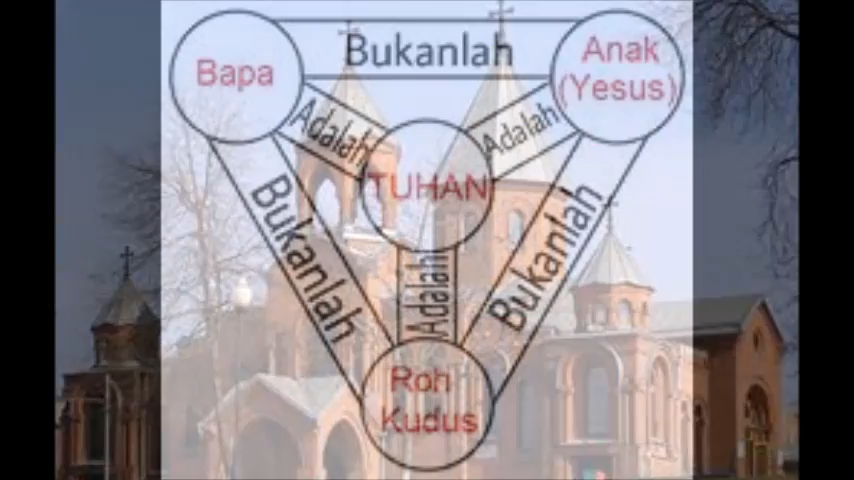 Bapa
Bukanlah
Anak
(Yesus)
Adalah
Adalah
TUHAN
Bukanlah
Adalah
Bukanlah
Roh
Kudus